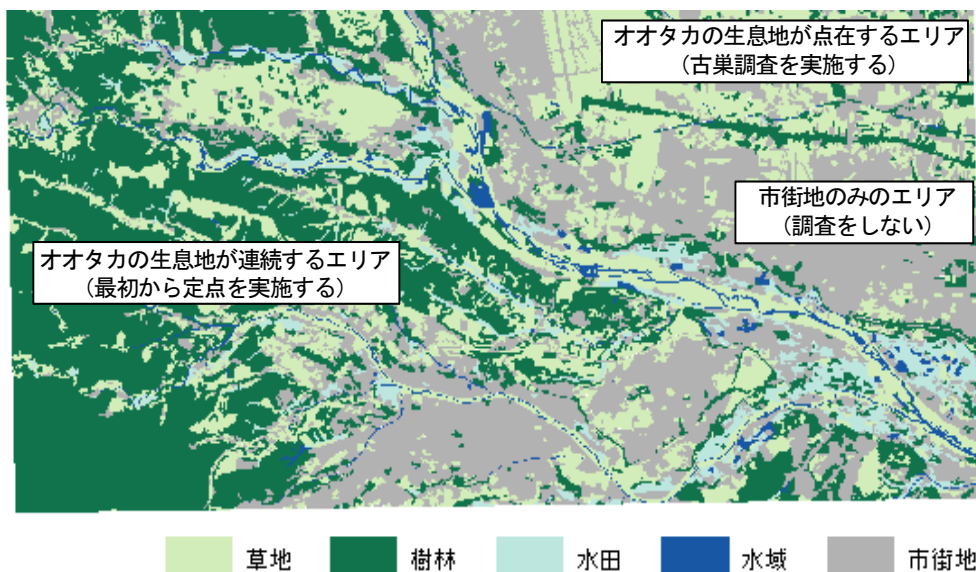 オオタカの生息地が点在するエリア
(古巣調査を実施する)
市街地のみのエリア
(調査をしない)
オオタカの生息地が連続するエリア
(最初から定点を実施する)
草地
樹林
水田
水域
市街地